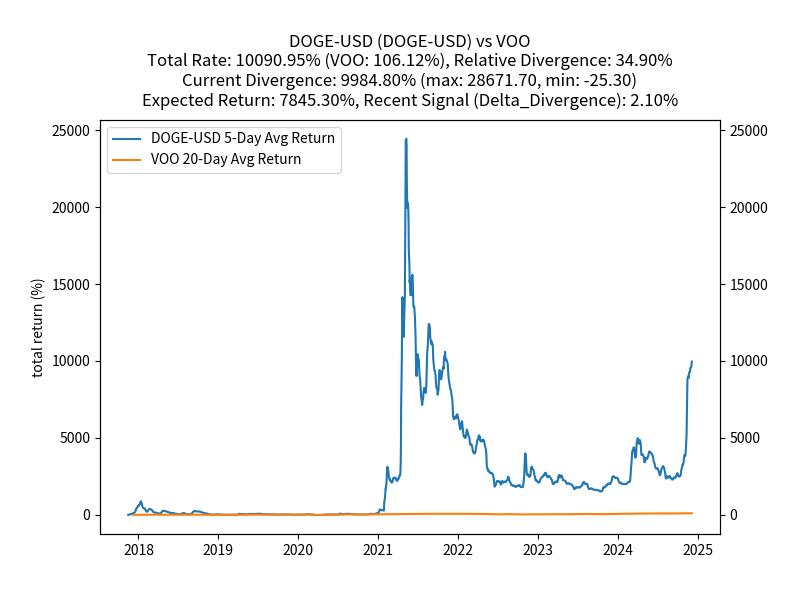 DOGE-USD (DOGE-USD) vs VOO
Total Rate: 10090.95% (VOO: 106.12%), Relative Divergence: 34.90%
Current Divergence: 9984.80% (max: 28671.70, min: -25.30)
Expected Return: 7845.30%, Recent Signal (Delta_Divergence): 2.10%
DOGE-USD 5-Day Avg Return
VOO 20-Day Avg Return
total return (%)
25000
20000
15000
10000
5000
0
25000
20000
15000
10000
5000
0
2018 2019 2020 2021 2022 2023 2024 2025